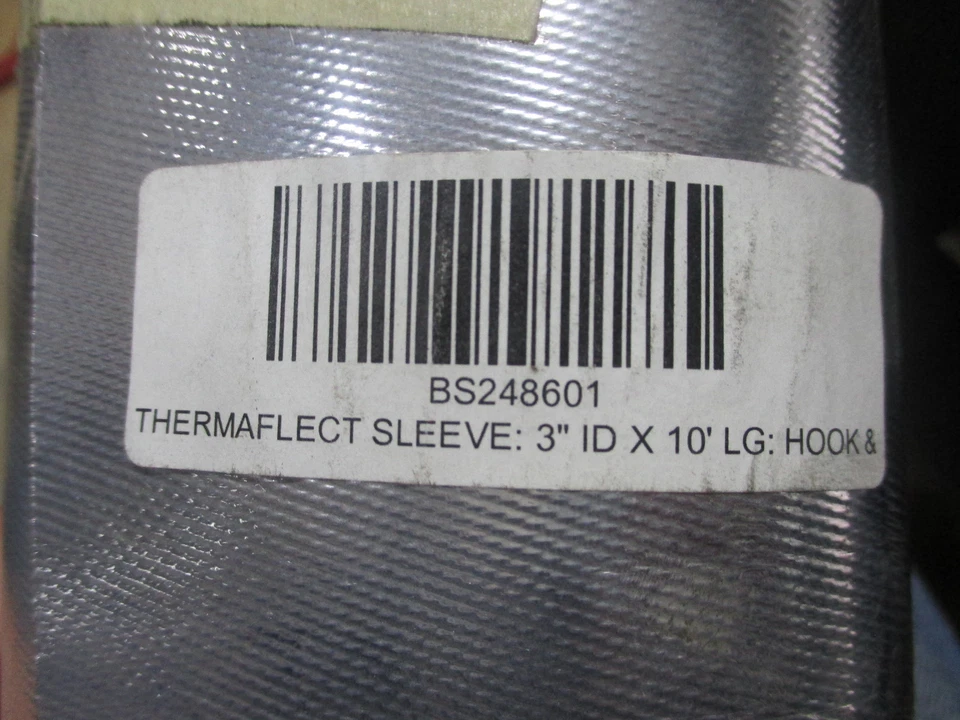 BS248601
THERMAFLECT SLEEVE: 3" ID X 10' LG: HOOK &